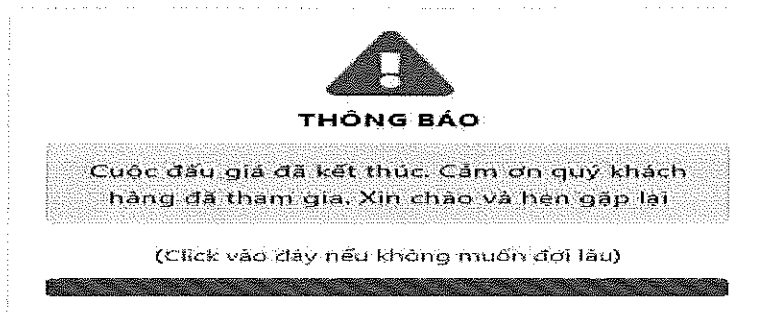 THÔNG BÁO
Cuộc đấu giá đã kết thúc. Cảm ơn quý khách
hàng đã tham gia. Xin chào và hẹn gặp lại
(Click vào đây nếu không muốn đợi lâu)